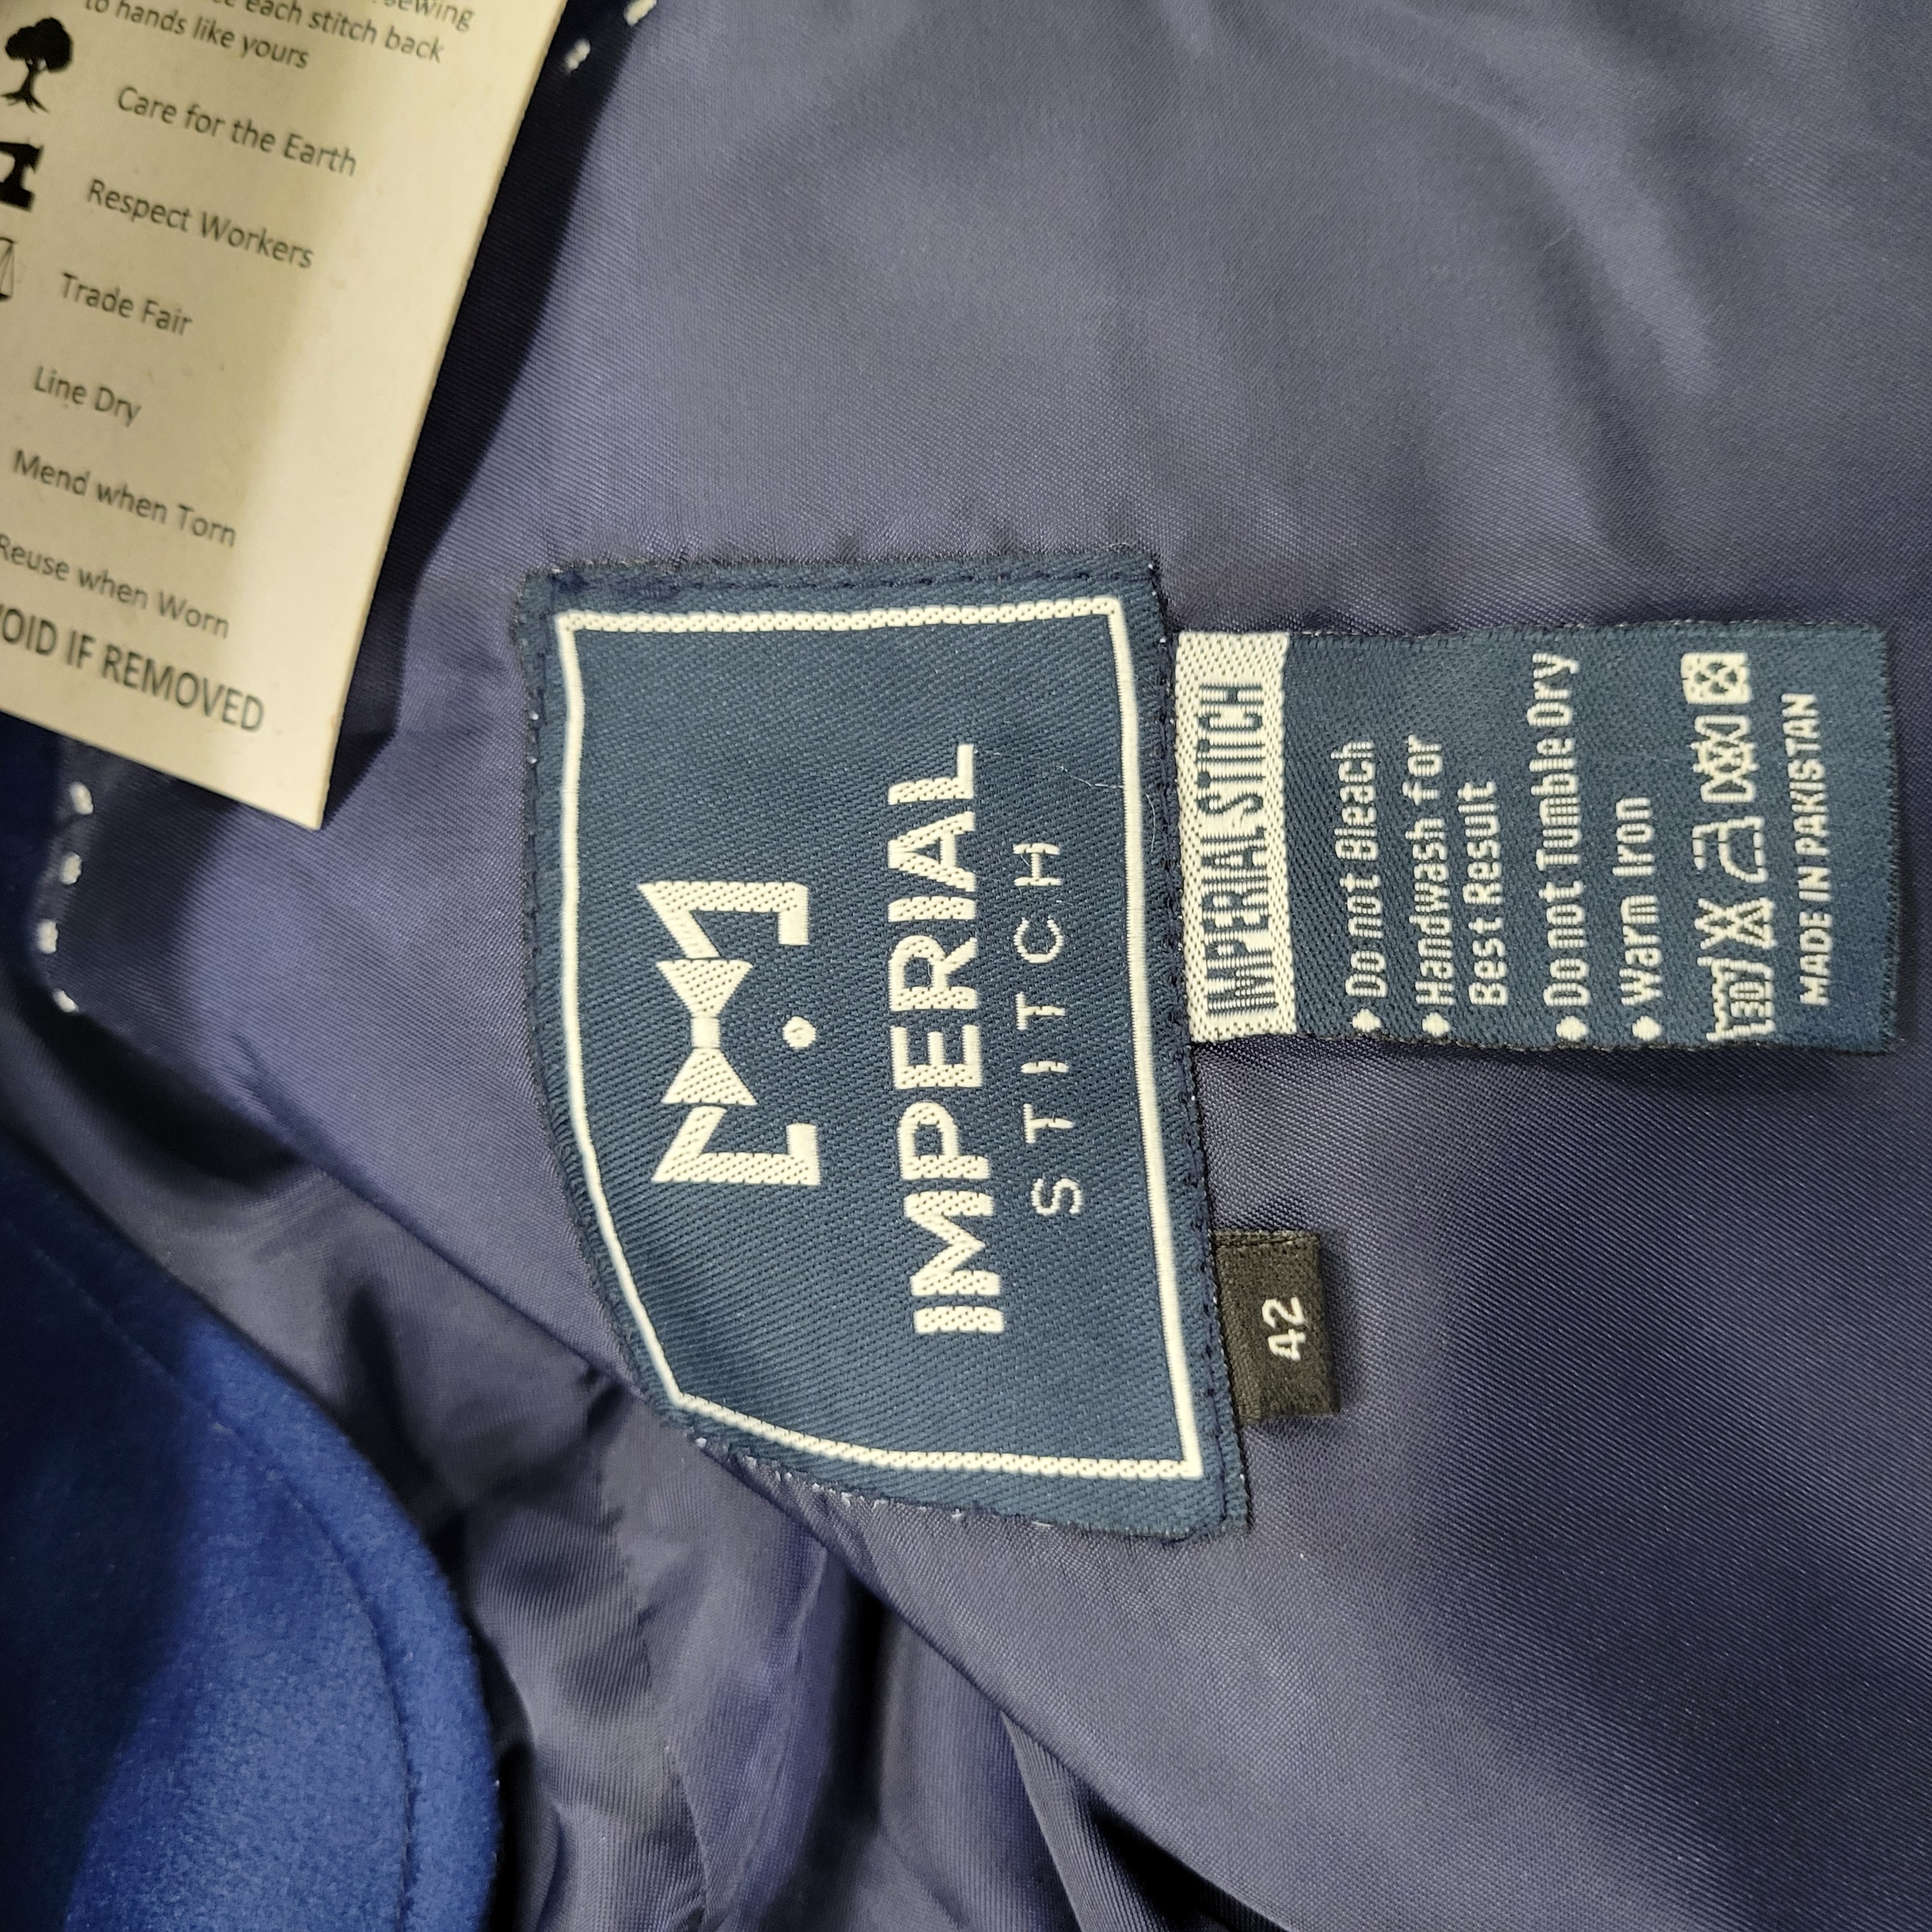 sewing
each stitch back
to hands like yours
Care for the Earth
Respect Workers
Trade Fair
Line Dry
Mend when Torn
Reuse when Worn
VOID IF REMOVED
IMPERIAL
STITCH
IMPERIAL STITCH
• Do not Bleach
• Handwash for
Best Result
• Do not Tumble Dry
• Warm Iron
30
MADE IN PAKISTAN
42